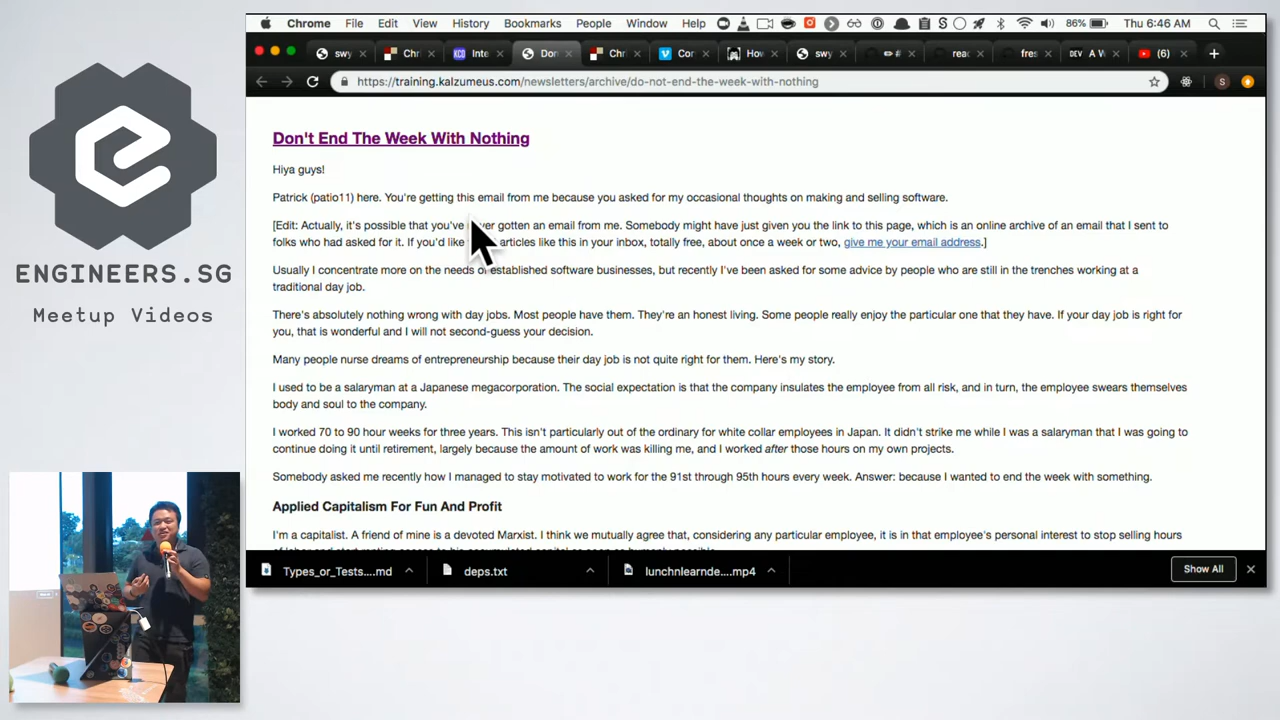 Chrome File Edit View History Bookmarks People Window Help 86% Thu 6:46 AM
swy Chr Inte Don Chr Cor How swy reac fres DEV A W (6)
https://training.kalzumeus.com/newsletters/archive/do-not-end-the-week-with-nothing
Don't End The Week With Nothing
Hiya guys!
Patrick (patio11) here. You're getting this email from me because you asked for my occasional thoughts on making and selling software.
[Edit: Actually, it's possible that you've gotten an email from me. Somebody might have just given you the link to this page, which is an online archive of an email that I sent to
folks who had asked for it. If you'd like articles like this in your inbox, totally free, about once a week or two, give me your email address.]
Usually I concentrate more on the needs of established software businesses, but recently I've been asked for some advice by people who are still in the trenches working at a
traditional day job.
There's absolutely nothing wrong with day jobs. Most people have them. They're an honest living. Some people really enjoy the particular one that they have. If your day job is right for
you, that is wonderful and I will not second-guess your decision.
Many people nurse dreams of entrepreneurship because their day job is not quite right for them. Here's my story.
I used to be a salaryman at a Japanese megacorporation. The social expectation is that the company insulates the employee from all risk, and in turn, the employee swears themselves
body and soul to the company.
I worked 70 to 90 hour weeks for three years. This isn't particularly out of the ordinary for white collar employees in Japan. It didn't strike me while I was a salaryman that I was going to
continue doing it until retirement, largely because the amount of work was killing me, and I worked after those hours on my own projects.
Somebody asked me recently how I managed to stay motivated to work for the 91st through 95th hours every week. Answer: because I wanted to end the week with something.
Applied Capitalism For Fun And Profit
I'm a capitalist. A friend of mine is a devoted Marxist. I think we mutually agree that, considering any particular employee, it is in that employee's personal interest to stop selling hours
Types_or_Tests....md deps.txt lunchnlearnde....mp4 Show All
ENGINEERS.SG
Meetup Videos